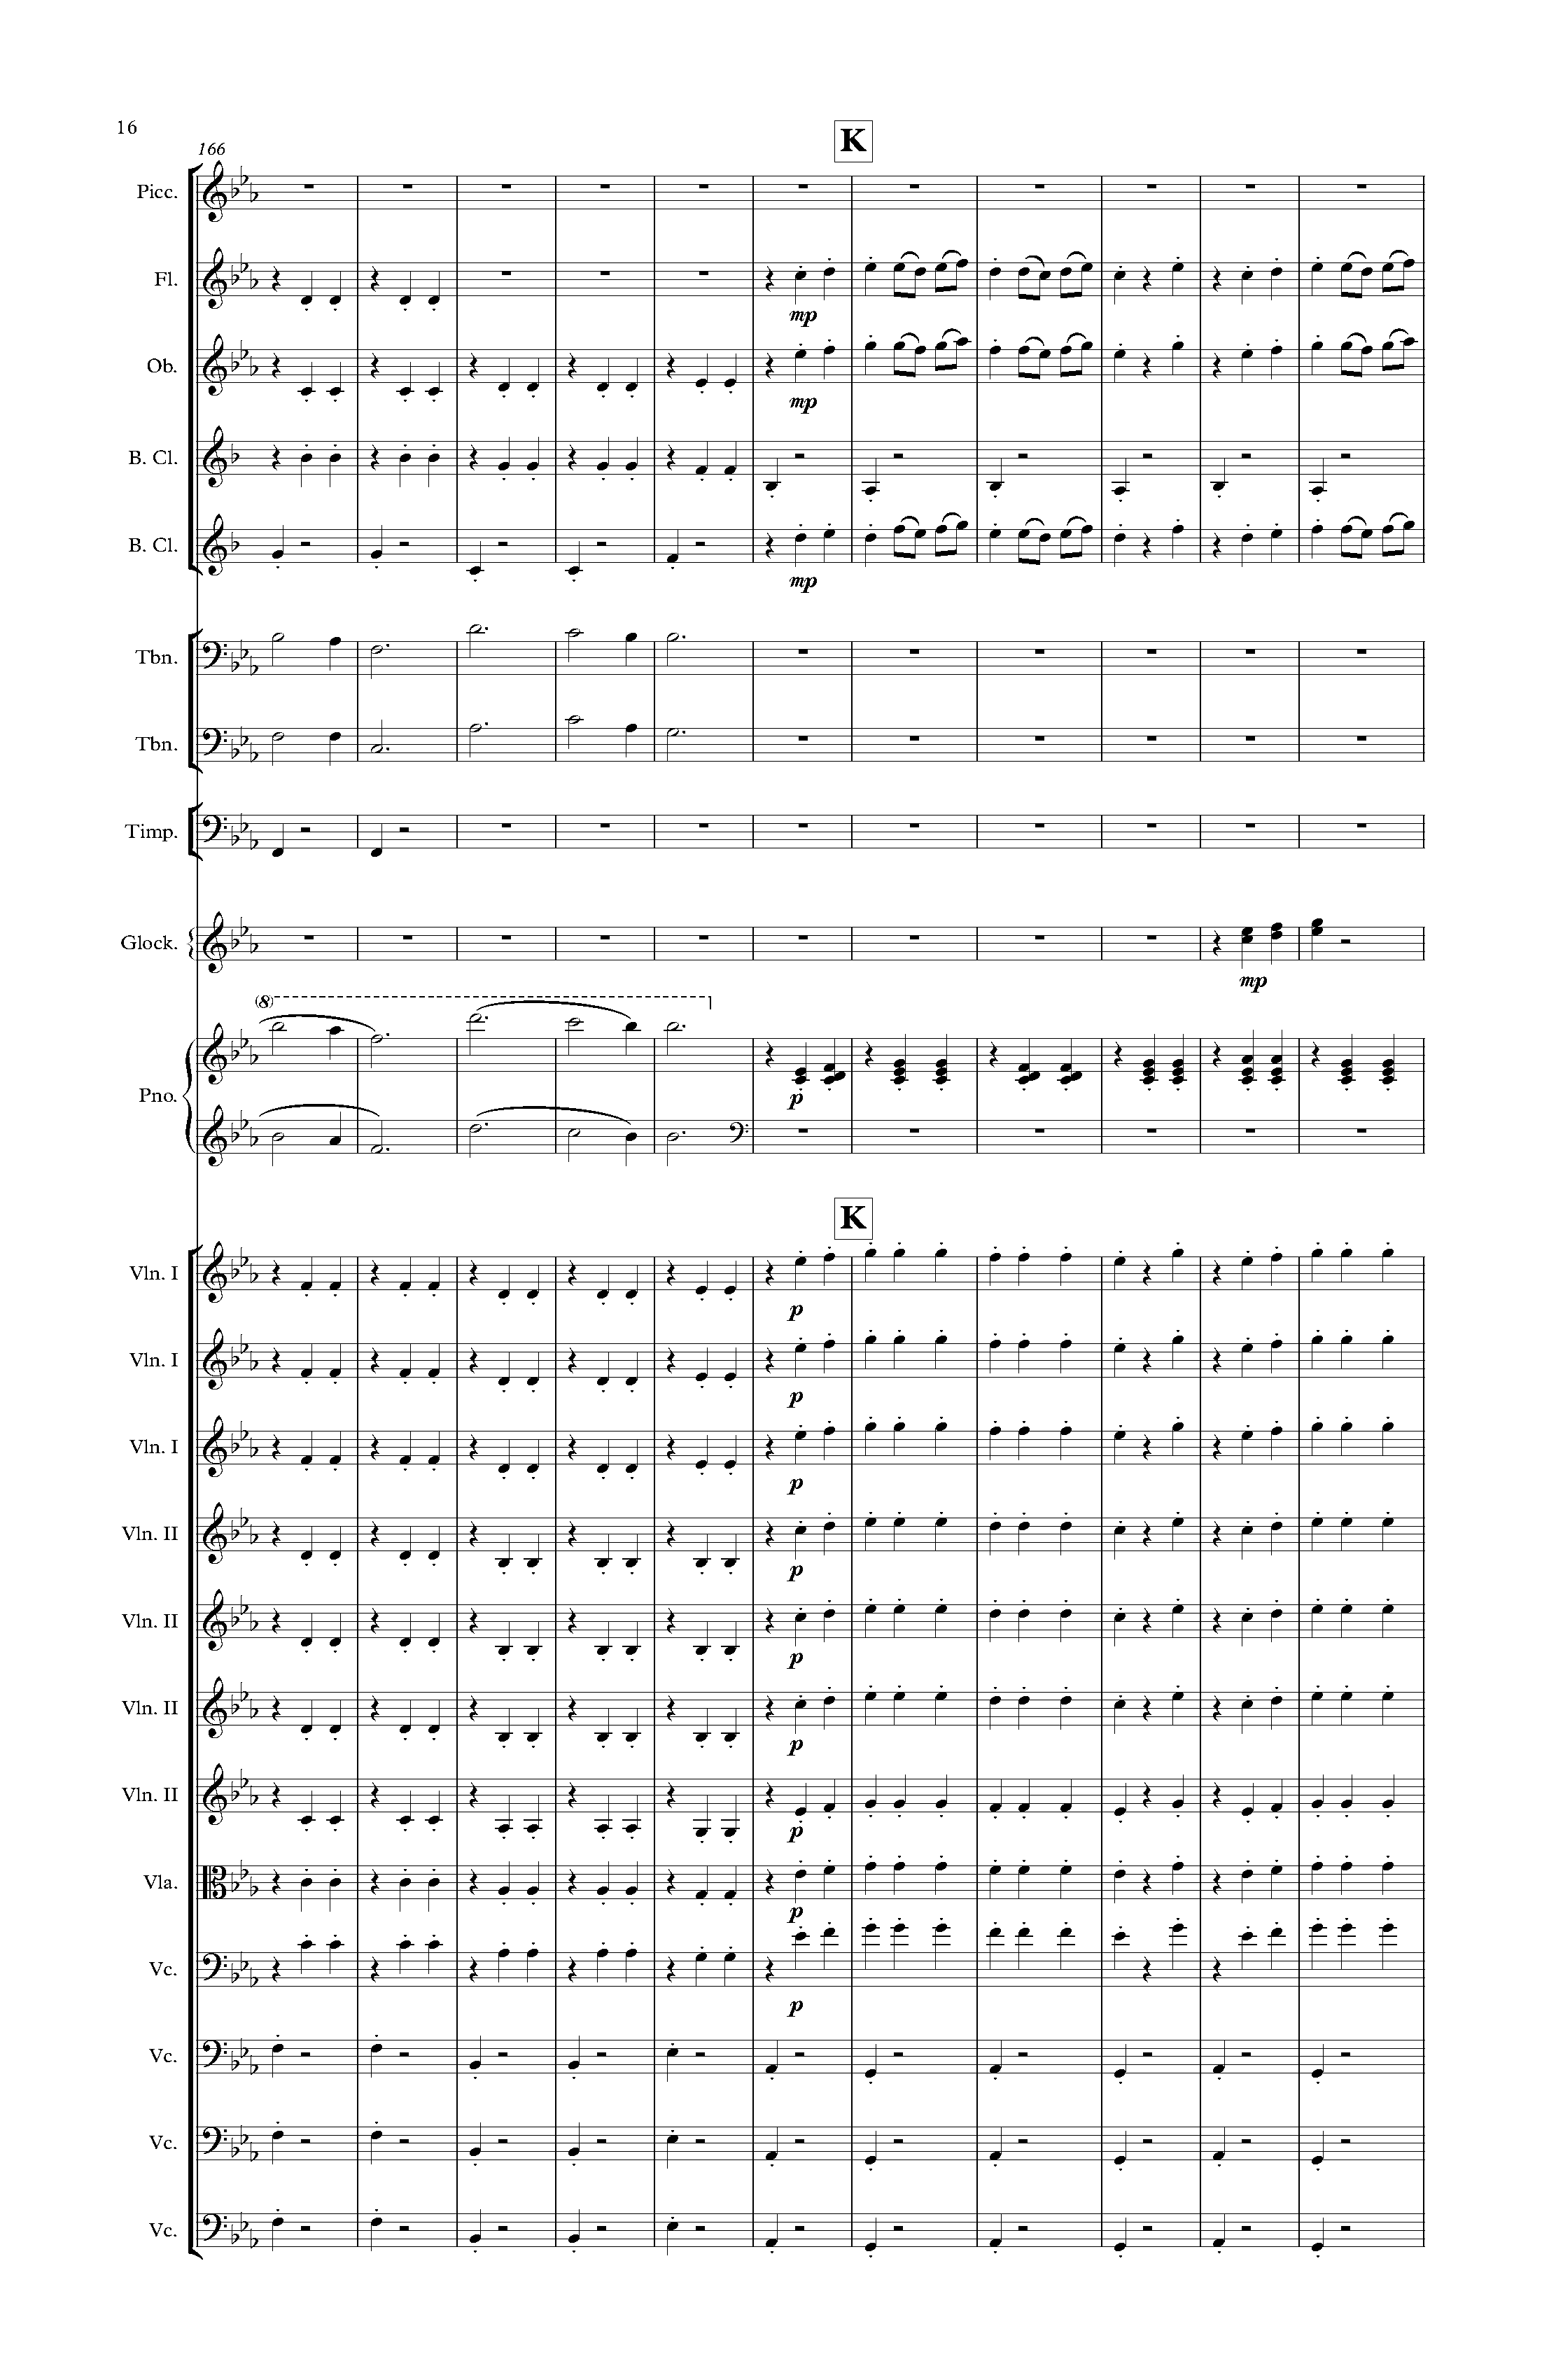 16
166
K
Picc.
Fl.
mp
Ob.
mp
B. Cl.
B. Cl.
mp
Tbn.
Tbn.
Timp.
Glock.
mp
(8)
Pno.
p
K
Vln. I
p
Vln. I
p
Vln. I
p
Vln. II
p
Vln. II
p
Vln. II
p
Vln. II
p
Vla.
p
Vc.
p
Vc.
Vc.
Vc.